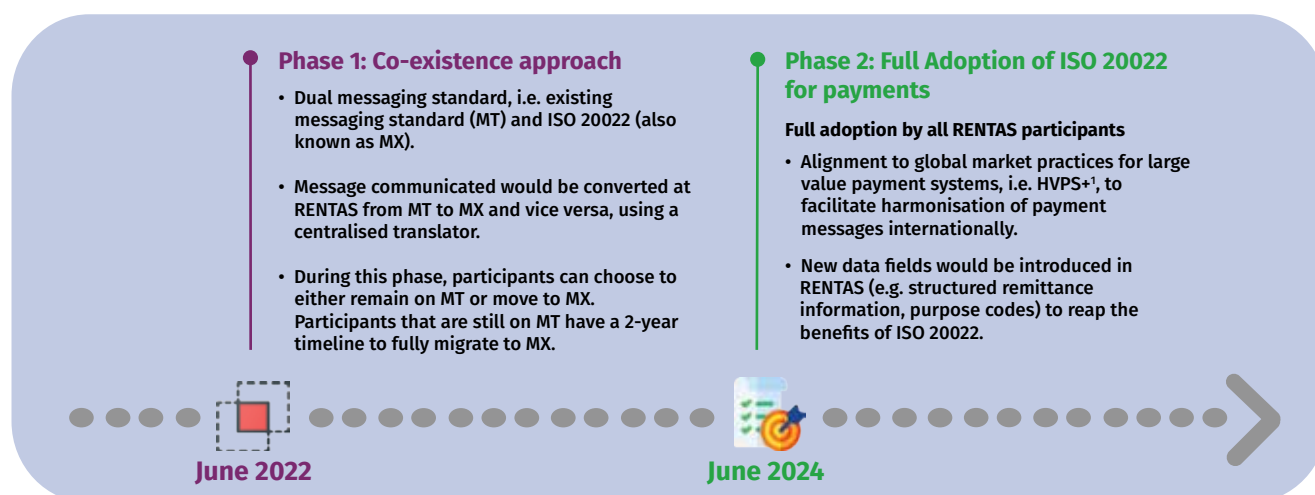 Phase 1: Co-existence approach
• Dual messaging standard, i.e. existing
messaging standard (MT) and ISO 20022 (also
known as MX).
• Message communicated would be converted at
RENTAS from MT to MX and vice versa, using a
centralised translator.
• During this phase, participants can choose to
either remain on MT or move to MX.
Participants that are still on MT have a 2-year
timeline to fully migrate to MX.
June 2022
Phase 2: Full Adoption of ISO 20022
for payments
Full adoption by all RENTAS participants
• Alignment to global market practices for large
value payment systems, i.e. HVPS+¹, to
facilitate harmonisation of payment
messages internationally.
• New data fields would be introduced in
RENTAS (e.g. structured remittance
information, purpose codes) to reap the
benefits of ISO 20022.
June 2024